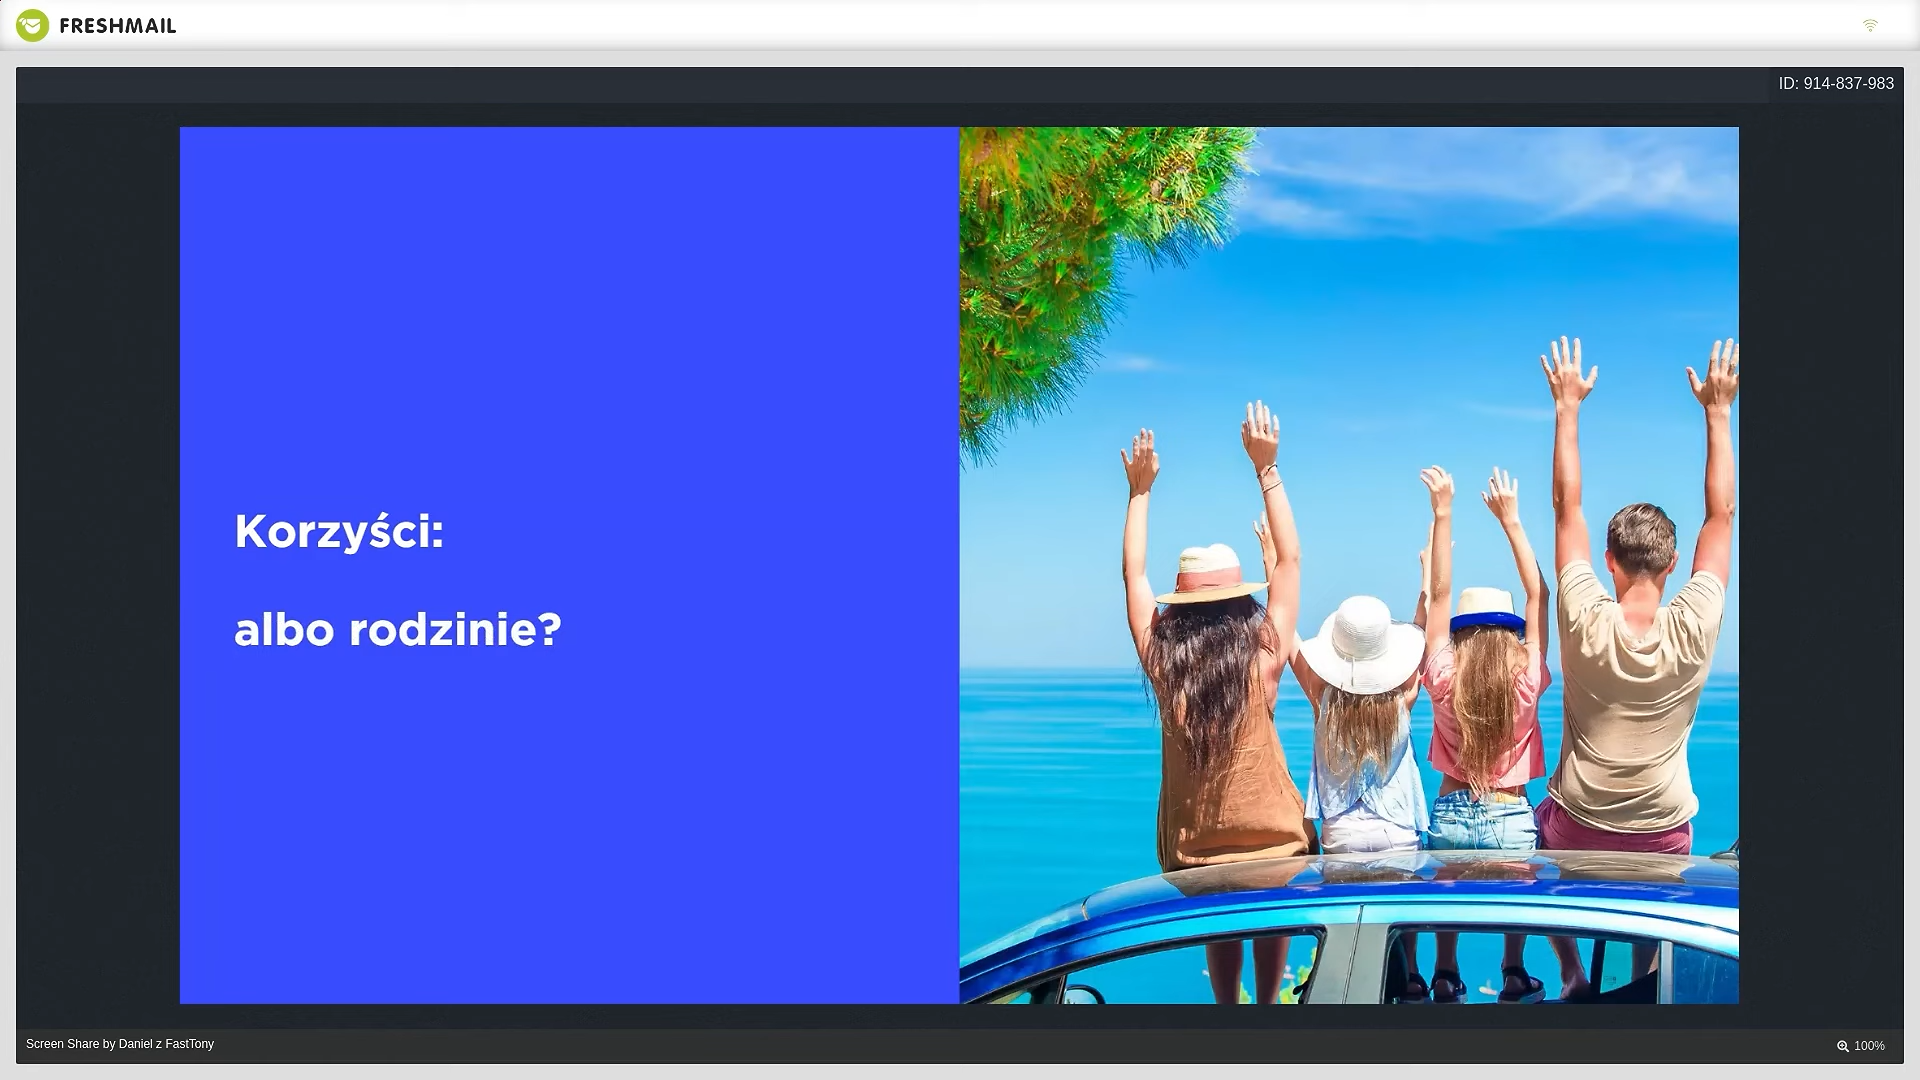 FRESHMAIL
ID: 914-837-983
Korzyści:
albo rodzinie?
Screen Share by Daniel z FastTony
100%